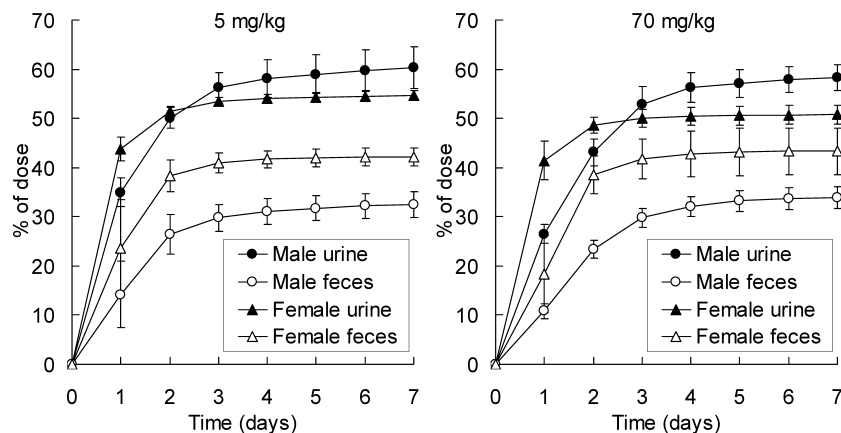 5 mg/kg
% of dose
70
60
50
40
30
20
10
0
0 1 2 3 4 5 6 7
Time (days)
Male urine
Male feces
Female urine
Female feces
70 mg/kg
% of dose
70
60
50
40
30
20
10
0
0 1 2 3 4 5 6 7
Time (days)
Male urine
Male feces
Female urine
Female feces